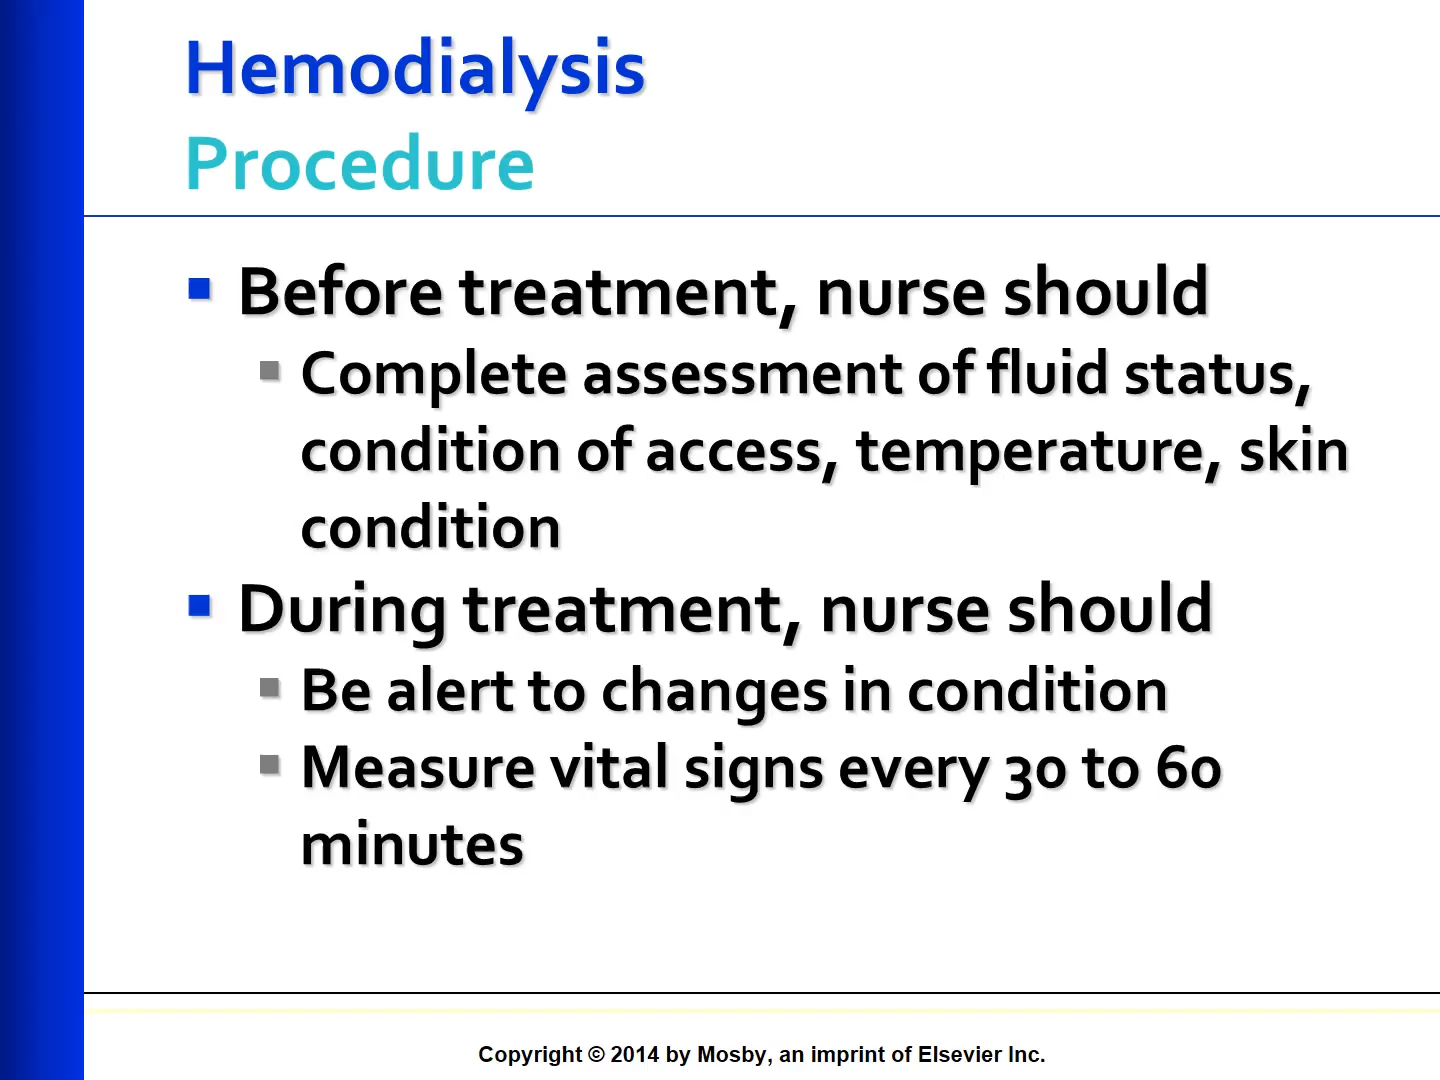 Hemodialysis
Procedure
Before treatment, nurse should
Complete assessment of fluid status,
condition of access, temperature, skin
condition
During treatment, nurse should
Be alert to changes in condition
Measure vital signs every 30 to 60
minutes
Copyright © 2014 by Mosby, an imprint of Elsevier Inc.